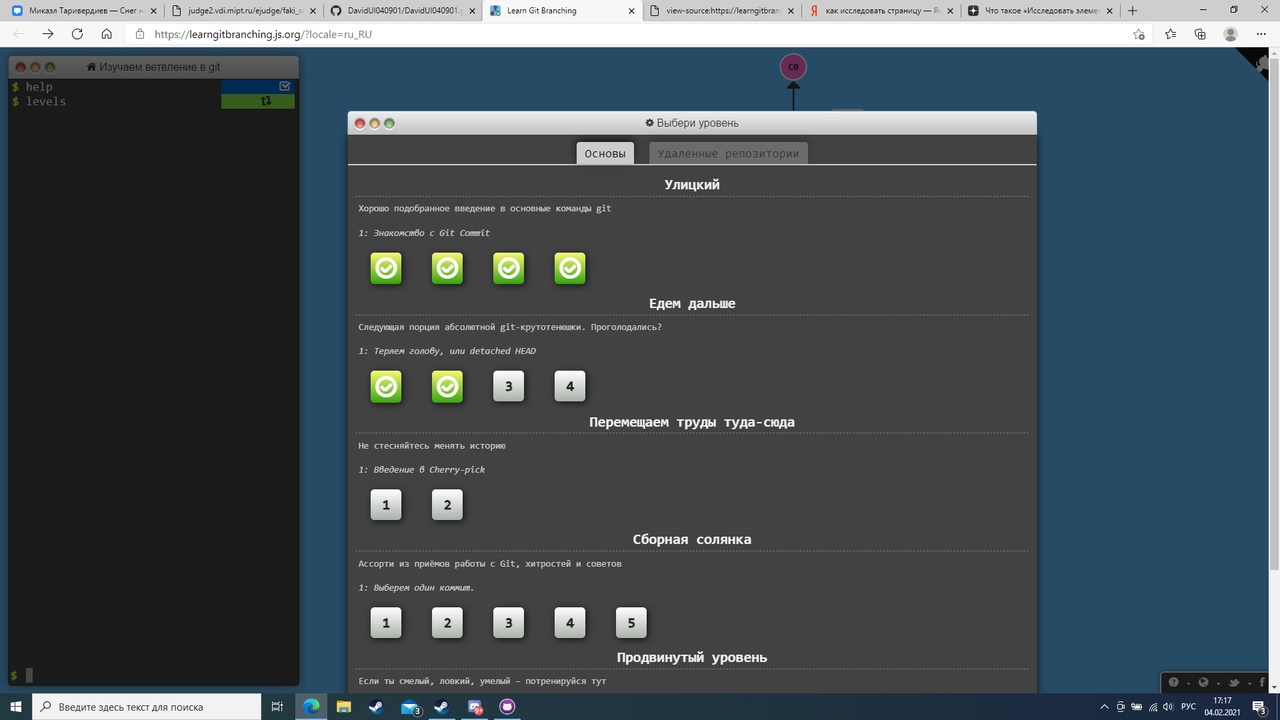 Микаэл Таривердиев — Снег н
judge2.vdi.mipt.ru/ejudge/faki_s
DavidUl040901/DavidUl040901.g
Learn Git Branching
view-source:https://learngitbran
как исследовать страницу — Ян
Что такое «Исследовать элеме
https://learngitbranching.js.org/?locale=ru_RU
Изучаем ветвление в git
$ help
$ levels
$
C0
Выбери уровень
Основы
Удаленные репозитории
Улицкий
Хорошо подобранное введение в основные команды git
1: Знакомство с Git Commit
Едем дальше
Следующая порция абсолютной git-крутотенюшки. Проголодались?
1: Теряем голову, или detached HEAD
3 4
Перемещаем труды туда-сюда
Не стесняйтесь менять историю
1: Введение в Cherry-pick
1 2
Сборная солянка
Ассорти из приёмов работы с Git, хитростей и советов
1: Выберем один коммит.
1 2 3 4 5
Продвинутый уровень
Если ты смелый, ловкий, умелый – потренируйся тут
Введите здесь текст для поиска
3
РУС
17:17
04.02.2021